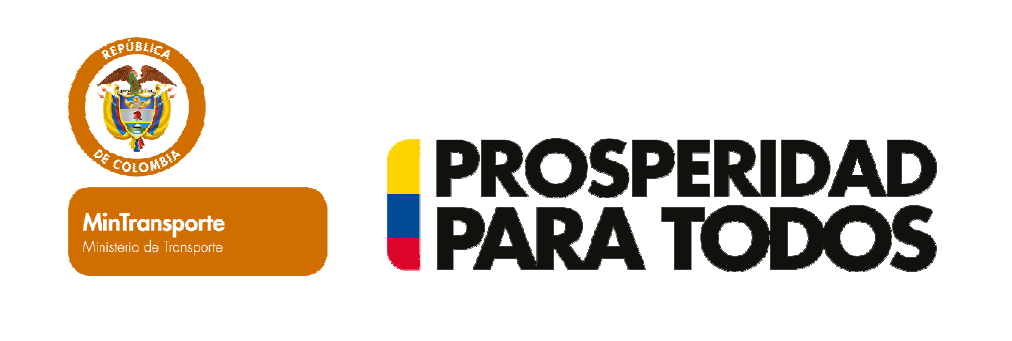 REPÚBLICA
DE COLOMBIA
MinTransporte
Ministerio de Transporte
PROSPERIDAD
PARA TODOS